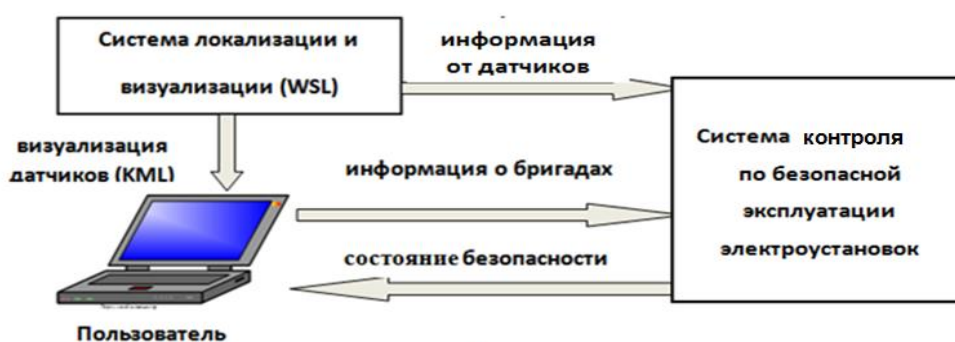 Система локализации и
визуализации (WSL)
информация
от датчиков
визуализация
датчиков (KML)
информация о бригадах
Система контроля
по безопасной
эксплуатации
электроустановок
состояние безопасности
Пользователь